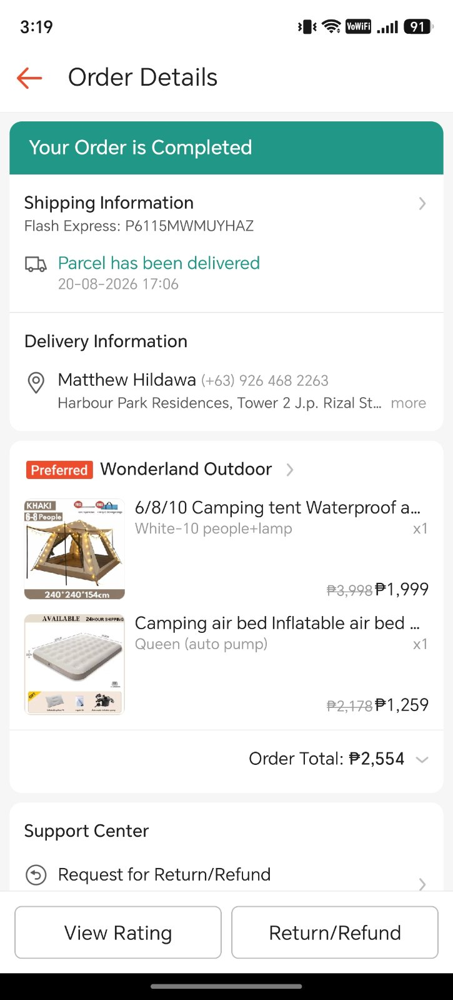 3:19
VoWiFi
91
Order Details
Your Order is Completed
Shipping Information
Flash Express: P6115MWMUYHAZ
Parcel has been delivered
20-08-2026 17:06
Delivery Information
Matthew Hildawa (+63) 926 468 2263
Harbour Park Residences, Tower 2 J.p. Rizal St... more
Preferred Wonderland Outdoor
KHAKI
FREE
6-8 People
240*240*154cm
6/8/10 Camping tent Waterproof a...
White-10 people+lamp x1
₱3,998 ₱1,999
AVAILABLE 24HOUR SHIPPING
GIFT
Camping air bed Inflatable air bed ...
Queen (auto pump) x1
₱2,178 ₱1,259
Order Total: ₱2,554
Support Center
Request for Return/Refund
View Rating
Return/Refund